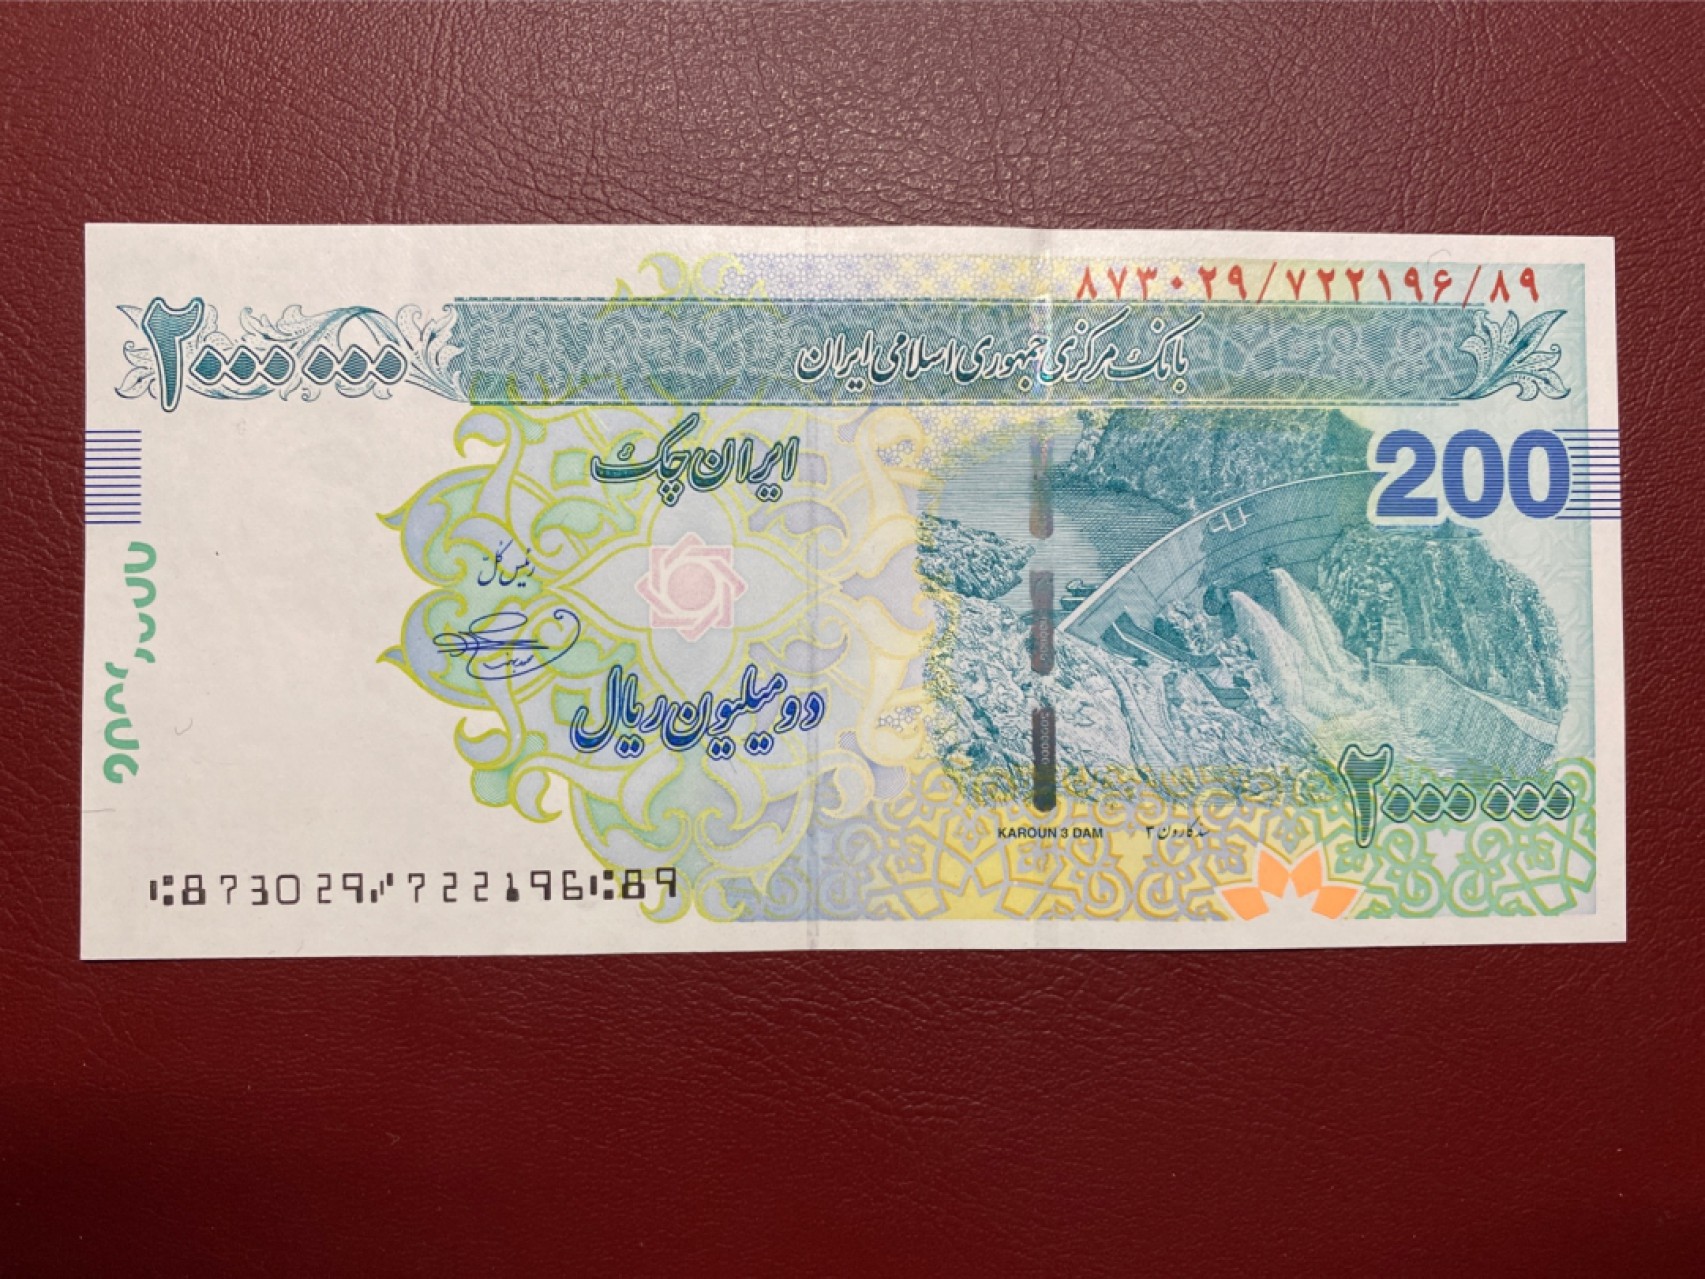 ۸۷۳۰۲۹/۷۲۲۱۹۶/۸۹
۲۰۰۰۰۰۰
بانک مرکزی جمهوری اسلامی ایران
ایران چک
200
رئیس کل
دو میلیون ریال
۲۰۰۰۰۰۰
KAROUN 3 DAM سد کارون ۳
873029 722196 89